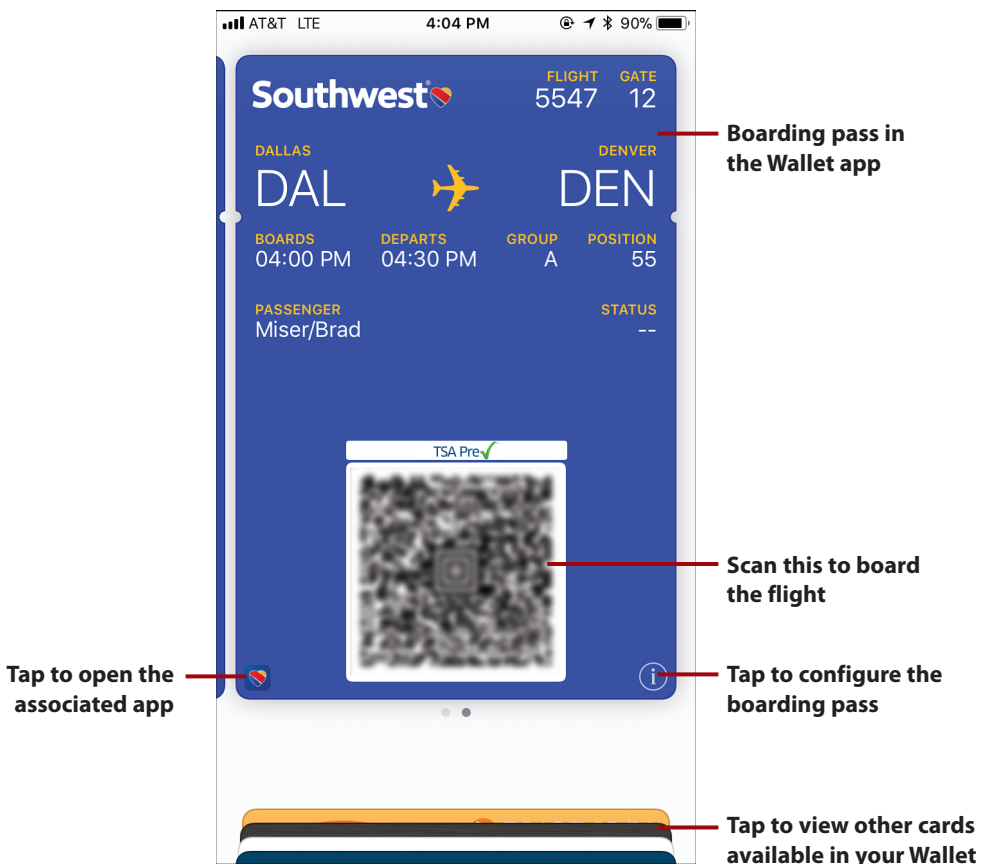 AT&T LTE 4:04 PM 90%
Southwest FLIGHT GATE
5547 12
Boarding pass in
the Wallet app
DALLAS DENVER
DAL DEN
BOARDS DEPARTS GROUP POSITION
04:00 PM 04:30 PM A 55
PASSENGER STATUS
Miser/Brad --
TSA Pre✓
Scan this to board
the flight
Tap to open the
associated app
i
Tap to configure the
boarding pass
Tap to view other cards
available in your Wallet